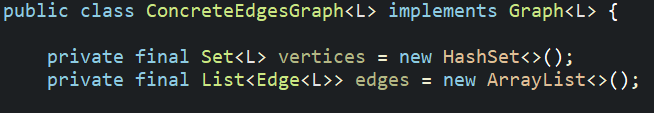 public class ConcreteEdgesGraph<L> implements Graph<L> {
private final Set<L> vertices = new HashSet<>();
private final List<Edge<L>> edges = new ArrayList<>();